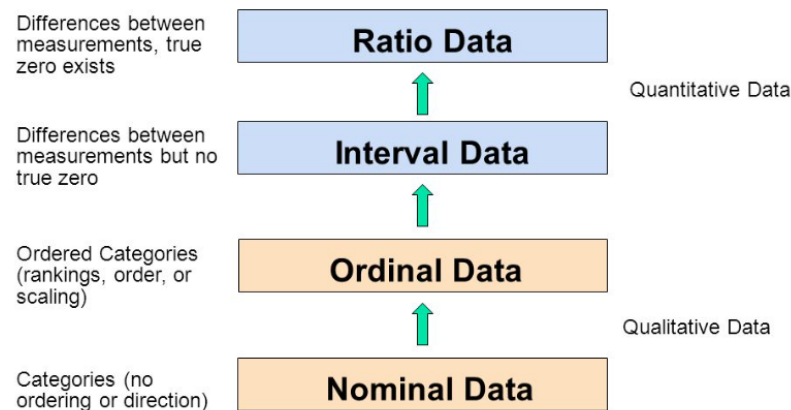 Differences between
measurements, true
zero exists
Ratio Data
Quantitative Data
Differences between
measurements but no
true zero
Interval Data
Ordered Categories
(rankings, order, or
scaling)
Ordinal Data
Qualitative Data
Categories (no
ordering or direction)
Nominal Data